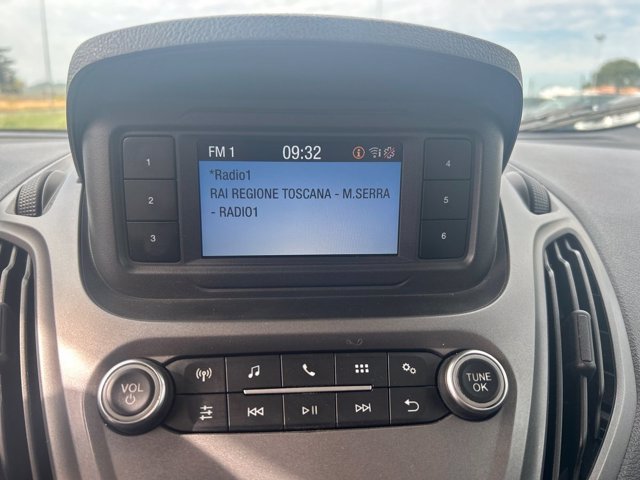 FM 1 09:32
*Radio1
RAI REGIONE TOSCANA - M.SERRA
- RADIO1
1
2
3
4
5
6
VOL
TUNE
OK